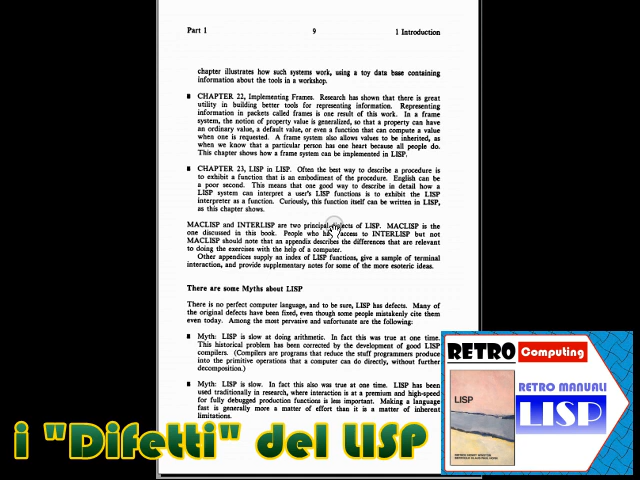 Part 1
9
1 Introduction
chapter illustrates how such systems work, using a toy data base containing
information about the tools in a workshop.
CHAPTER 22, Implementing Frames. Research has shown that there is great
utility in building better tools for representing information. Representing
information in packets called frames is one result of this work. In a frame
system, the notion of property value is generalized, so that a property can have
an ordinary value, a default value, or even a function that can compute a value
when one is requested. A frame system also allows values to be inherited, as
when we know that a particular person has one heart because all people do.
This chapter shows how a frame system can be implemented in LISP.
CHAPTER 23, LISP in LISP. Often the best way to describe a procedure is
to exhibit a function that is an embodiment of the procedure. English can be
a poor second. This means that one good way to describe in detail how a
LISP system can interpret a user's LISP functions is to exhibit the LISP
interpreter as a function. Curiously, this function itself can be written in LISP,
as this chapter shows.
MACLISP and INTERLISP are two principal dialects of LISP. MACLISP is the
one discussed in this book. People who have access to INTERLISP but not
MACLISP should note that an appendix describes the differences that are relevant
to doing the exercises with the help of a computer.
Other appendices supply an index of LISP functions, give a sample of terminal
interaction, and provide supplementary notes for some of the more esoteric ideas.
There are some Myths about LISP
There is no perfect computer language, and to be sure, LISP has defects. Many of
the original defects have been fixed, even though some people mistakenly cite them
even today. Among the most pervasive and unfortunate are the following:
Myth: LISP is slow at doing arithmetic. In fact this was true at one time.
This historical problem has been corrected by the development of good LISP
compilers. (Compilers are programs that reduce the stuff programmers produce
into the primitive operations that a computer can do directly, without further
decomposition.)
Myth: LISP is slow. In fact this also was true at one time. LISP has been
used traditionally in research, where interaction is at a premium and high-speed
for fully debugged production functions is less important. Making a language
fast is generally more a matter of effort than it is a matter of inherent
limitations.
i "Difetti" del LISP
RETRO Computing
RETRO MANUALI
LISP
LISP